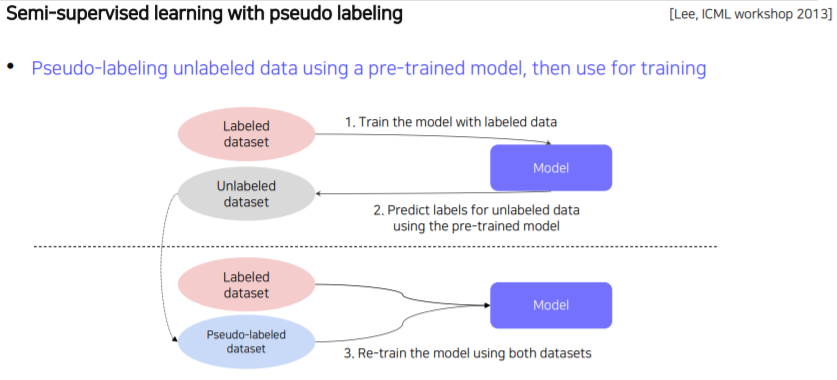 Semi-supervised learning with pseudo labeling
[Lee, ICML workshop 2013]
• Pseudo-labeling unlabeled data using a pre-trained model, then use for training
Labeled
dataset
1. Train the model with labeled data
Model
Unlabeled
dataset
2. Predict labels for unlabeled data
using the pre-trained model
Labeled
dataset
Model
Pseudo-labeled
dataset
3. Re-train the model using both datasets